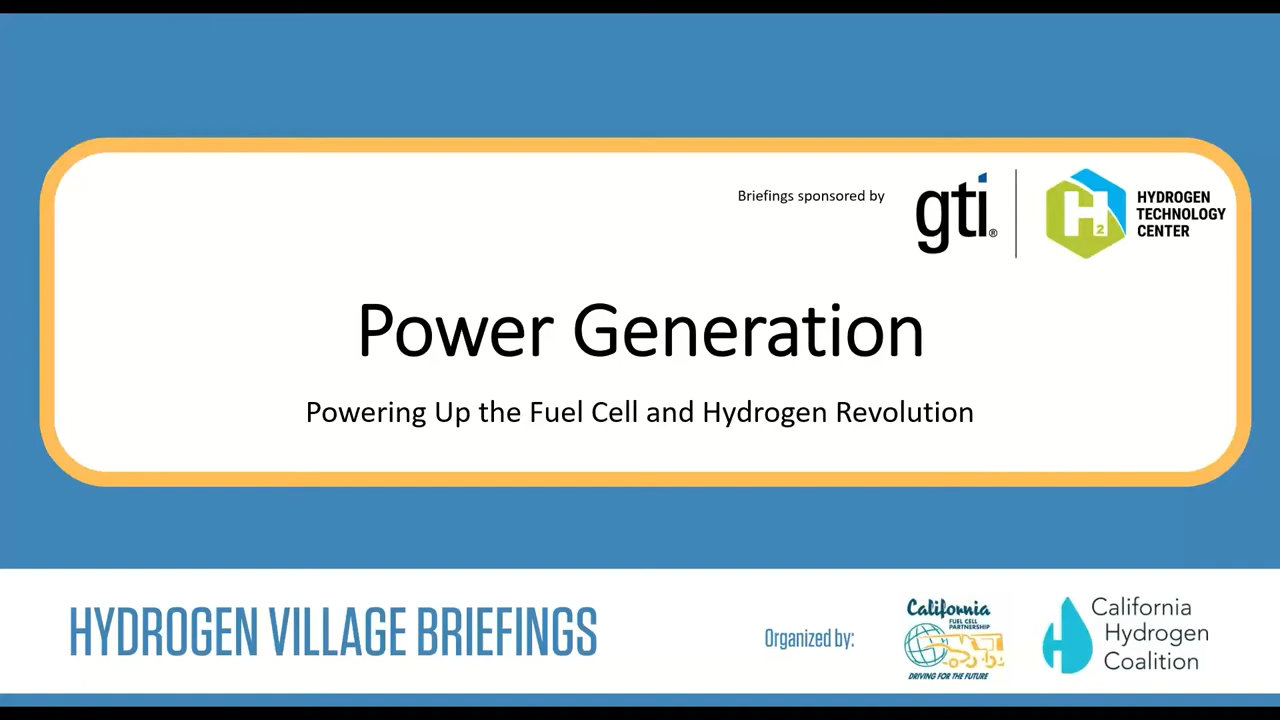 Briefings sponsored by
gti®
H2
HYDROGEN
TECHNOLOGY
CENTER
Power Generation
Powering Up the Fuel Cell and Hydrogen Revolution
HYDROGEN VILLAGE BRIEFINGS
Organized by:
California
FUEL CELL
PARTNERSHIP
DRIVING FOR THE FUTURE
California
Hydrogen
Coalition